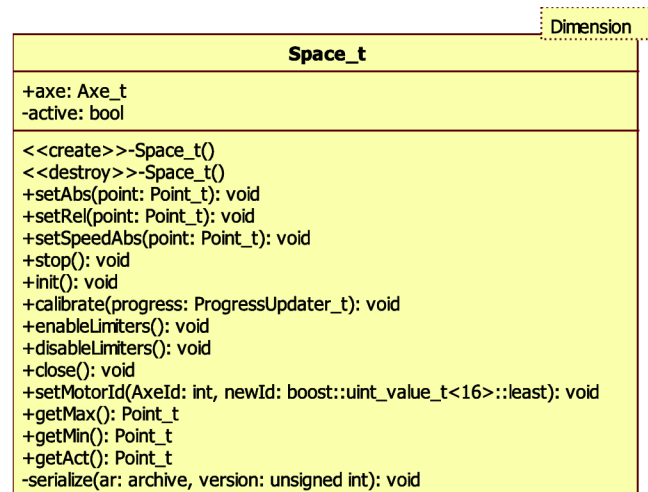 Dimension
Space_t
+axe: Axe_t
-active: bool
<<create>>-Space_t()
<<destroy>>-Space_t()
+setAbs(point: Point_t): void
+setRel(point: Point_t): void
+setSpeedAbs(point: Point_t): void
+stop(): void
+init(): void
+calibrate(progress: ProgressUpdater_t): void
+enableLimiters(): void
+disableLimiters(): void
+close(): void
+setMotorId(AxeId: int, newId: boost::uint_value_t<16>::least): void
+getMax(): Point_t
+getMin(): Point_t
+getAct(): Point_t
-serialize(ar: archive, version: unsigned int): void